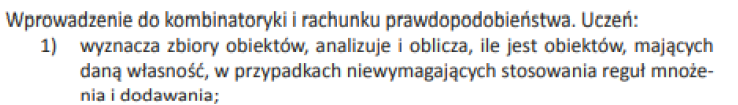 Wprowadzenie do kombinatoryki i rachunku prawdopodobieństwa. Uczeń:
1) wyznacza zbiory obiektów, analizuje i oblicza, ile jest obiektów, mających
daną własność, w przypadkach niewymagających stosowania reguł mnoże-
nia i dodawania;